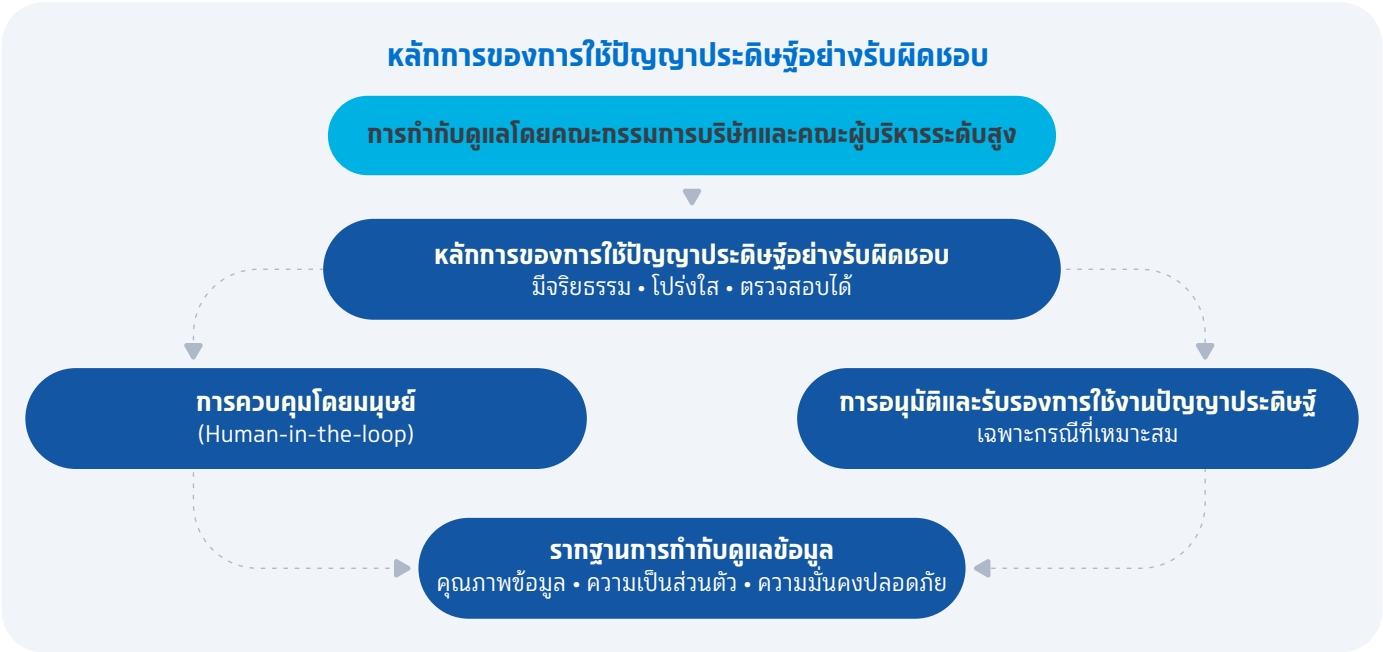 หลักการของการใช้ปัญญาประดิษฐ์อย่างรับผิดชอบ
การกำกับดูแลโดยคณะกรรมการบริษัทและคณะผู้บริหารระดับสูง
หลักการของการใช้ปัญญาประดิษฐ์อย่างรับผิดชอบ
มีจริยธรรม • โปร่งใส • ตรวจสอบได้
การควบคุมโดยมนุษย์
(Human-in-the-loop)
การอนุมัติและรับรองการใช้งานปัญญาประดิษฐ์
เฉพาะกรณีที่เหมาะสม
รากฐานการกำกับดูแลข้อมูล
คุณภาพข้อมูล • ความเป็นส่วนตัว • ความมั่นคงปลอดภัย